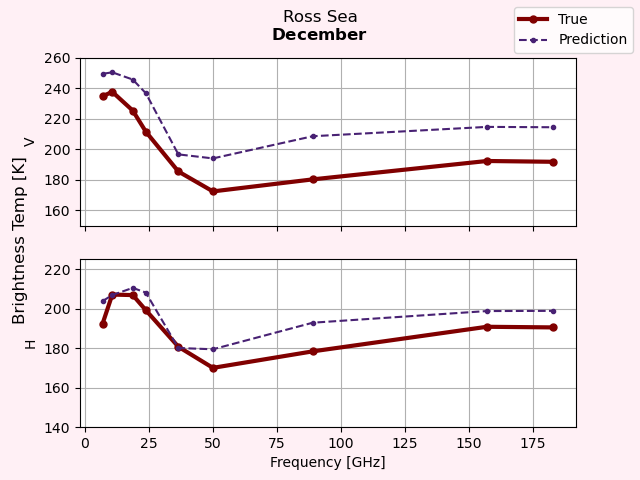 Ross Sea
December
True
Prediction
Brightness Temp [K]
V
260
240
220
200
180
160
H
220
200
180
160
140
0 25 50 75 100 125 150 175
Frequency [GHz]